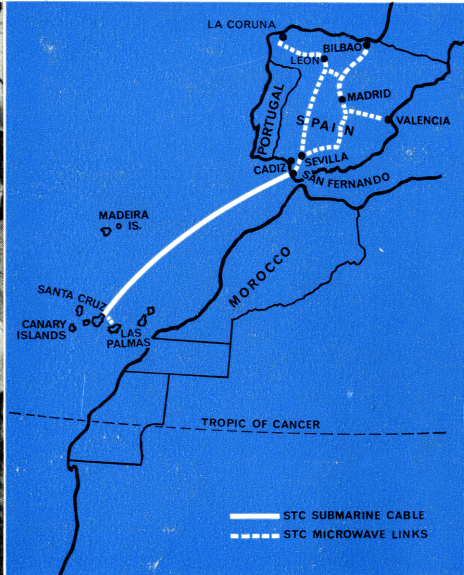 LA CORUNA
BILBAO
LEON
PORTUGAL
MADRID
SPAIN
VALENCIA
SEVILLA
CADIZ
SAN FERNANDO
MADEIRA
IS.
MOROCCO
SANTA CRUZ
CANARY
ISLANDS
LAS
PALMAS
TROPIC OF CANCER
STC SUBMARINE CABLE
STC MICROWAVE LINKS